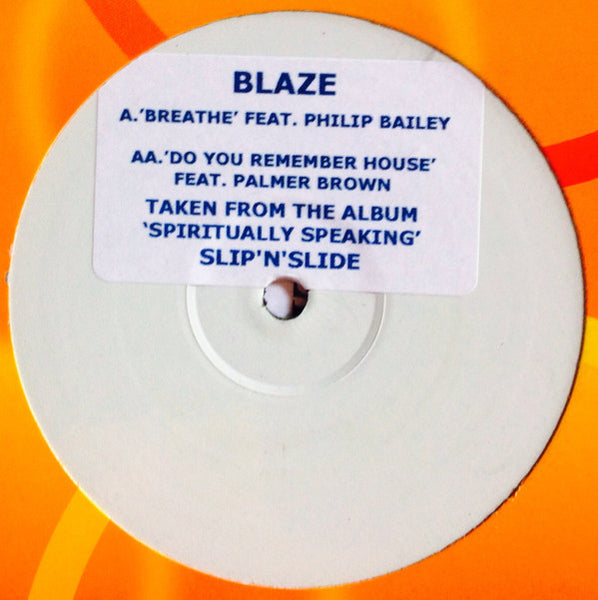 BLAZE
A.'BREATHE' FEAT. PHILIP BAILEY
AA.'DO YOU REMEMBER HOUSE'
FEAT. PALMER BROWN
TAKEN FROM THE ALBUM
'SPIRITUALLY SPEAKING'
SLIP'N'SLIDE